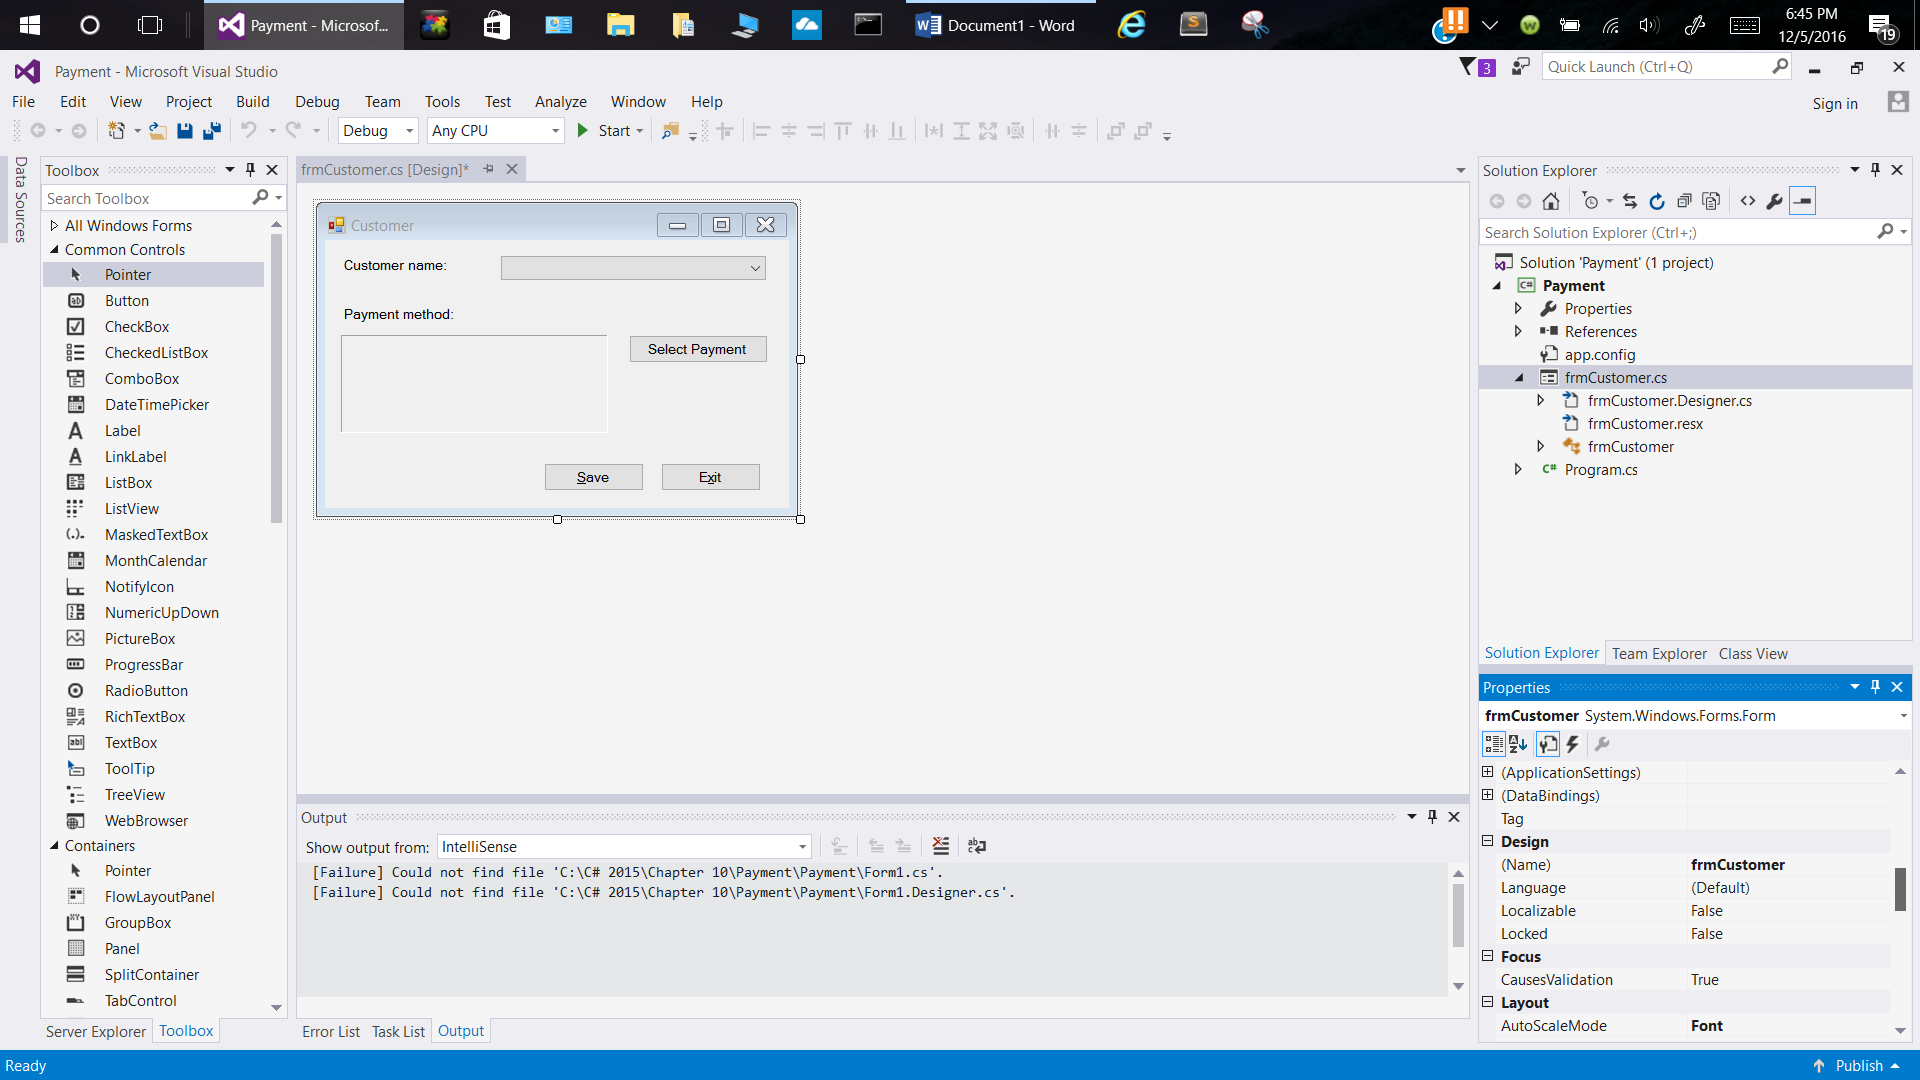 Payment - Microsof...
Document1 - Word
6:45 PM
12/5/2016
19
Payment - Microsoft Visual Studio
3
Quick Launch (Ctrl+Q)
File Edit View Project Build Debug Team Tools Test Analyze Window Help
Sign in
Debug
Any CPU
Start
Data Sources
Toolbox
Search Toolbox
All Windows Forms
Common Controls
Pointer
Button
CheckBox
CheckedListBox
ComboBox
DateTimePicker
Label
LinkLabel
ListBox
ListView
MaskedTextBox
MonthCalendar
NotifyIcon
NumericUpDown
PictureBox
ProgressBar
RadioButton
RichTextBox
TextBox
ToolTip
TreeView
WebBrowser
Containers
Pointer
FlowLayoutPanel
GroupBox
Panel
SplitContainer
TabControl
Server Explorer Toolbox
frmCustomer.cs [Design]*
Customer
Customer name:
Payment method:
Select Payment
Save
Exit
Output
Show output from: IntelliSense
[Failure] Could not find file 'C:\C# 2015\Chapter 10\Payment\Payment\Form1.cs'.
[Failure] Could not find file 'C:\C# 2015\Chapter 10\Payment\Payment\Form1.Designer.cs'.
Error List Task List Output
Solution Explorer
Search Solution Explorer (Ctrl+;)
Solution 'Payment' (1 project)
Payment
Properties
References
app.config
frmCustomer.cs
frmCustomer.Designer.cs
frmCustomer.resx
frmCustomer
Program.cs
Solution Explorer Team Explorer Class View
Properties
frmCustomer System.Windows.Forms.Form
(ApplicationSettings)
(DataBindings)
Tag
Design
(Name) frmCustomer
Language (Default)
Localizable False
Locked False
Focus
CausesValidation True
Layout
AutoScaleMode Font
Ready
Publish